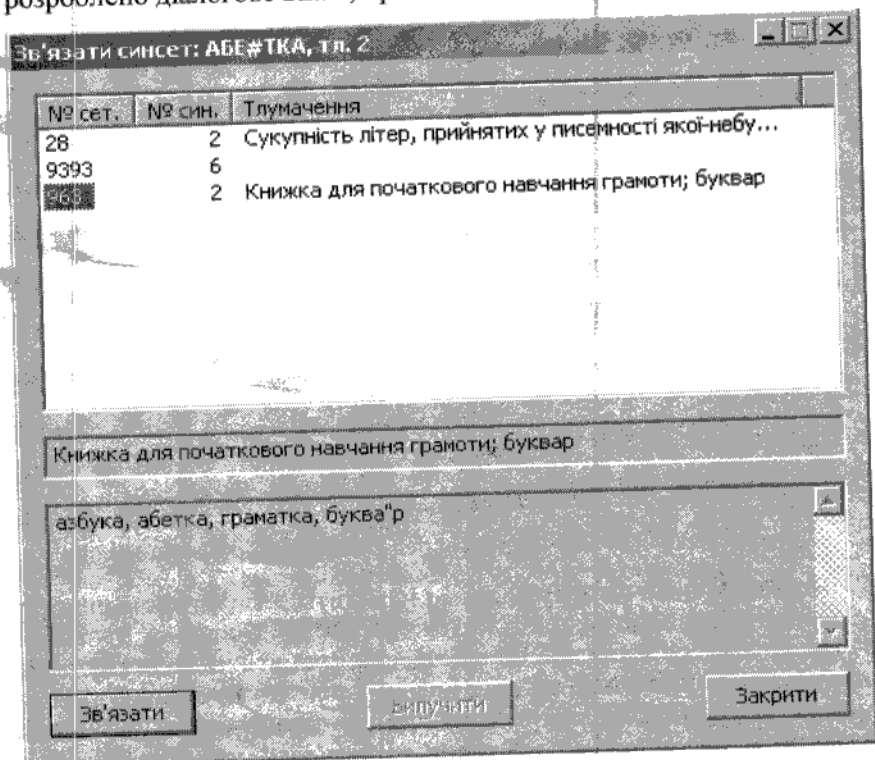 розроблено діалогове
Зв'язати синсет: АБЕ#ТКА, тл. 2
№ сет. № син. Тлумачення
28 2 Сукупність літер, прийнятих у писемності якої-небу...
9393 6
2 Книжка для початкового навчання грамоти; буквар
Книжка для початкового навчання грамоти; буквар
азбука, абетка, граматка, буква"р
Зв'язати Вилучити Закрити